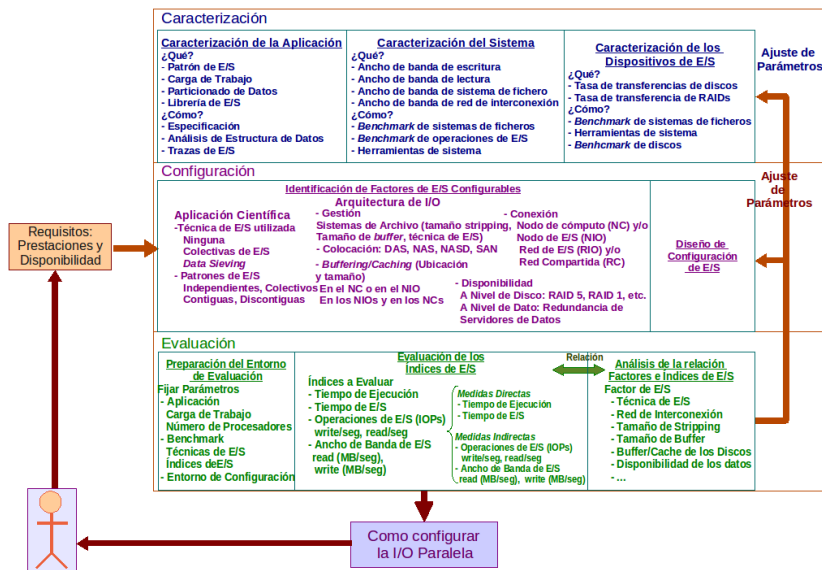 Caracterización
Caracterización de la Aplicación
¿Qué?
- Patrón de E/S
- Carga de Trabajo
- Particionado de Datos
- Librería de E/S
¿Cómo?
- Especificación
- Análisis de Estructura de Datos
- Trazas de E/S
Caracterización del Sistema
¿Qué?
- Ancho de banda de escritura
- Ancho de banda de lectura
- Ancho de banda de sistema de fichero
- Ancho de banda de red de interconexión
¿Cómo?
- Benchmark de sistemas de ficheros
- Benchmark de operaciones de E/S
- Herramientas de sistema
Caracterización de los
Dispositivos de E/S
¿Qué?
- Tasa de transferencias de discos
- Tasa de transferencia de RAIDs
¿Cómo?
- Benchmark de sistemas de ficheros
- Herramientas de sistema
- Benhcmark de discos
Ajuste de
Parámetros
Configuración
Identificación de Factores de E/S Configurables
Arquitectura de I/O
Aplicación Científica
-Técnica de E/S utilizada
Ninguna
Colectivas de E/S
Data Sieving
- Patrones de E/S
Independientes, Colectivos
Contiguas, Discontiguas
- Gestión
Sistemas de Archivo (tamaño stripping,
Tamaño de buffer, técnica de E/S)
- Colocación: DAS, NAS, NASD, SAN
- Buffering/Caching (Ubicación
y tamaño)
En el NC o en el NIO
En los NIOs y en los NCs
- Conexión
Nodo de cómputo (NC) y/o
Nodo de E/S (NIO)
Red de E/S (RIO) y/o
Red Compartida (RC)
- Disponibilidad
A Nivel de Disco: RAID 5, RAID 1, etc.
A Nivel de Dato: Redundancia de
Servidores de Datos
Diseño de
Configuración
de E/S
Ajuste
de
Parámetros
Requisitos:
Prestaciones y
Disponibilidad
Evaluación
Preparación del Entorno
de Evaluación
Fijar Parámetros
- Aplicación
Carga de Trabajo
Número de Procesadores
- Benchmark
Técnicas de E/S
Índices deE/S
- Entorno de Configuración
Evaluación de los
Índices de E/S
Índices a Evaluar
- Tiempo de Ejecución
- Tiempo de E/S
- Operaciones de E/S (IOPs)
write/seg, read/seg
- Ancho de Banda de E/S
read (MB/seg),
write (MB/seg)
Medidas Directas
- Tiempo de Ejecución
- Tiempo de E/S
Medidas Indirectas
- Operaciones de E/S (IOPs)
write/seg, read/seg
- Ancho de Banda de E/S
read (MB/seg), write (MB/seg)
Relación
Análisis de la relación
Factores e Índices de E/S
Factor de E/S
- Técnica de E/S
- Red de Interconexión
- Tamaño de Stripping
- Tamaño de Buffer
- Buffer/Cache de los Discos
- Disponibilidad de los datos
- ...
Como configurar
la I/O Paralela